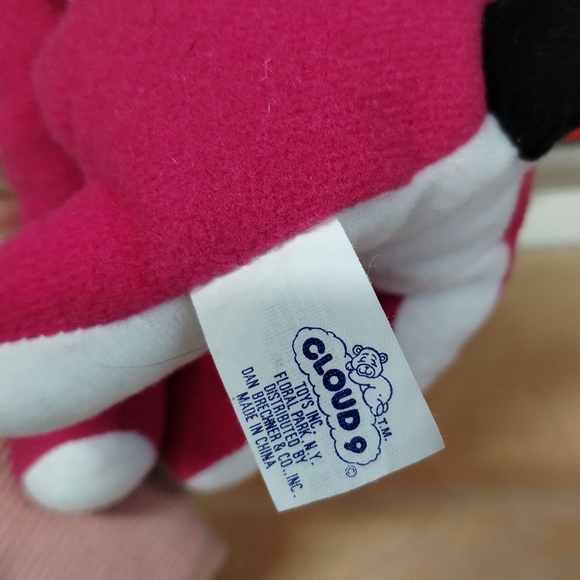 CLOUD 9
T.M.
©
TOYS INC.
FLORAL PARK, N.Y.
DISTRIBUTED BY
DAN BRECHNER & CO., INC.
MADE IN CHINA